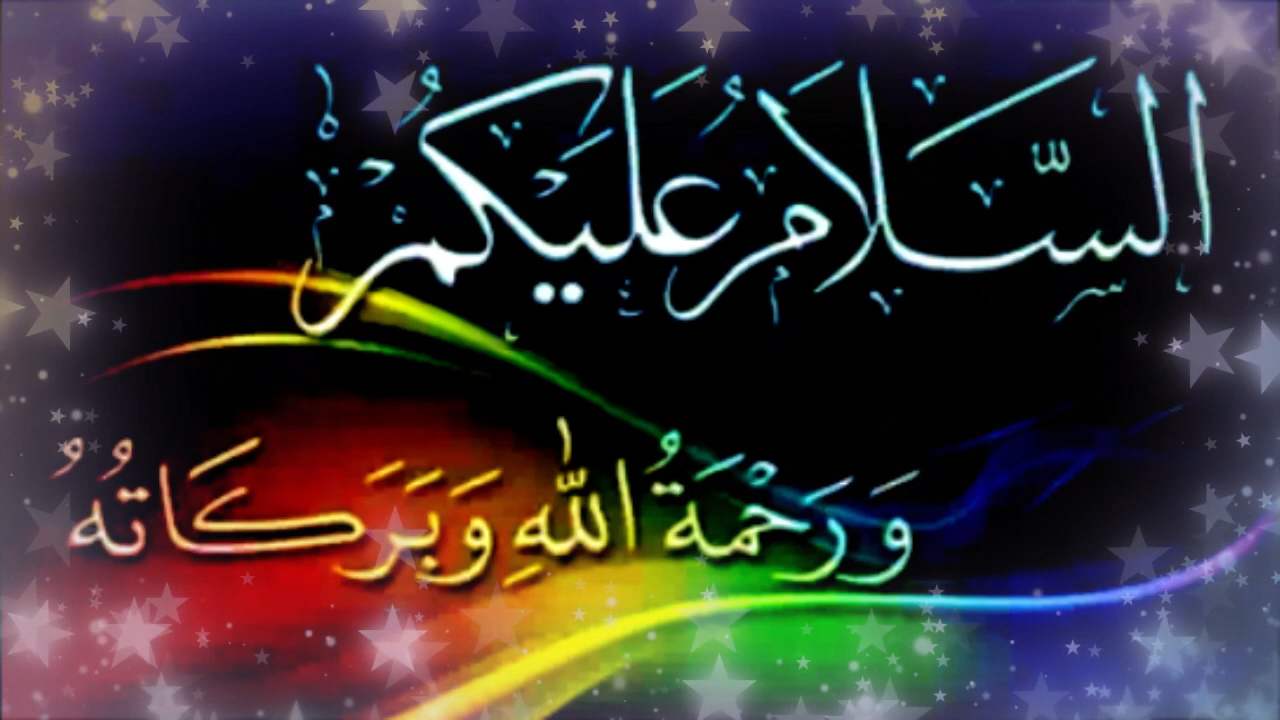 السَّلَامُ عَلَيْكُمْ
وَ رَحْمَةُ اللّٰهِ وَبَرَكَاتُهُ